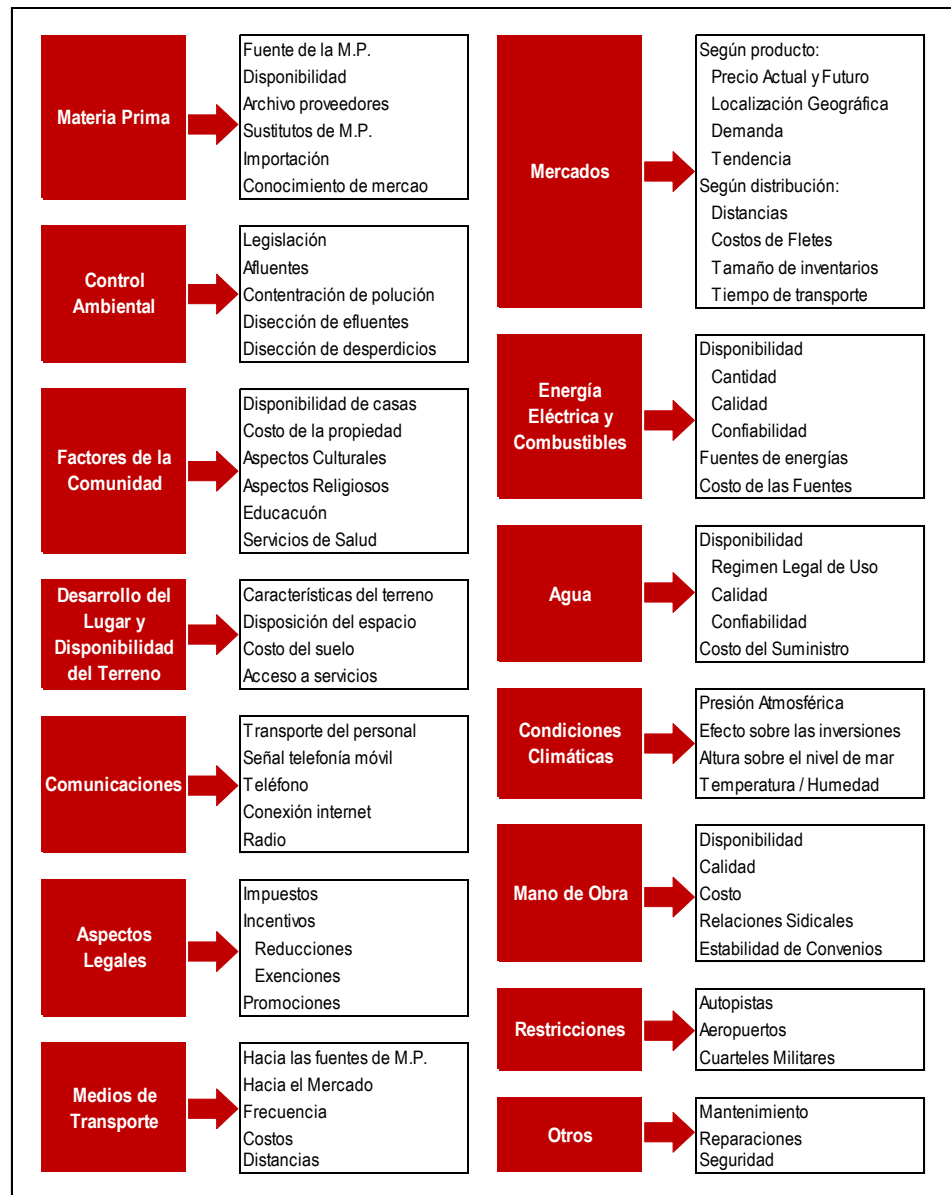 Materia Prima
Fuente de la M.P.
Disponibilidad
Archivo proveedores
Sustitutos de M.P.
Importación
Conocimiento de mercao
Control
Ambiental
Legislación
Afluentes
Contentración de polución
Disección de efluentes
Disección de desperdicios
Factores de la
Comunidad
Disponibilidad de casas
Costo de la propiedad
Aspectos Culturales
Aspectos Religiosos
Educacuón
Servicios de Salud
Desarrollo del
Lugar y
Disponibilidad
del Terreno
Características del terreno
Disposición del espacio
Costo del suelo
Acceso a servicios
Comunicaciones
Transporte del personal
Señal telefonía móvil
Teléfono
Conexión internet
Radio
Aspectos
Legales
Impuestos
Incentivos
Reducciones
Exenciones
Promociones
Medios de
Transporte
Hacia las fuentes de M.P.
Hacia el Mercado
Frecuencia
Costos
Distancias
Mercados
Según producto:
Precio Actual y Futuro
Localización Geográfica
Demanda
Tendencia
Según distribución:
Distancias
Costos de Fletes
Tamaño de inventarios
Tiempo de transporte
Energía
Eléctrica y
Combustibles
Disponibilidad
Cantidad
Calidad
Confiabilidad
Fuentes de energías
Costo de las Fuentes
Agua
Disponibilidad
Regimen Legal de Uso
Calidad
Confiabilidad
Costo del Suministro
Condiciones
Climáticas
Presión Atmosférica
Efecto sobre las inversiones
Altura sobre el nivel de mar
Temperatura / Humedad
Mano de Obra
Disponibilidad
Calidad
Costo
Relaciones Sidicales
Estabilidad de Convenios
Restricciones
Autopistas
Aeropuertos
Cuarteles Militares
Otros
Mantenimiento
Reparaciones
Seguridad